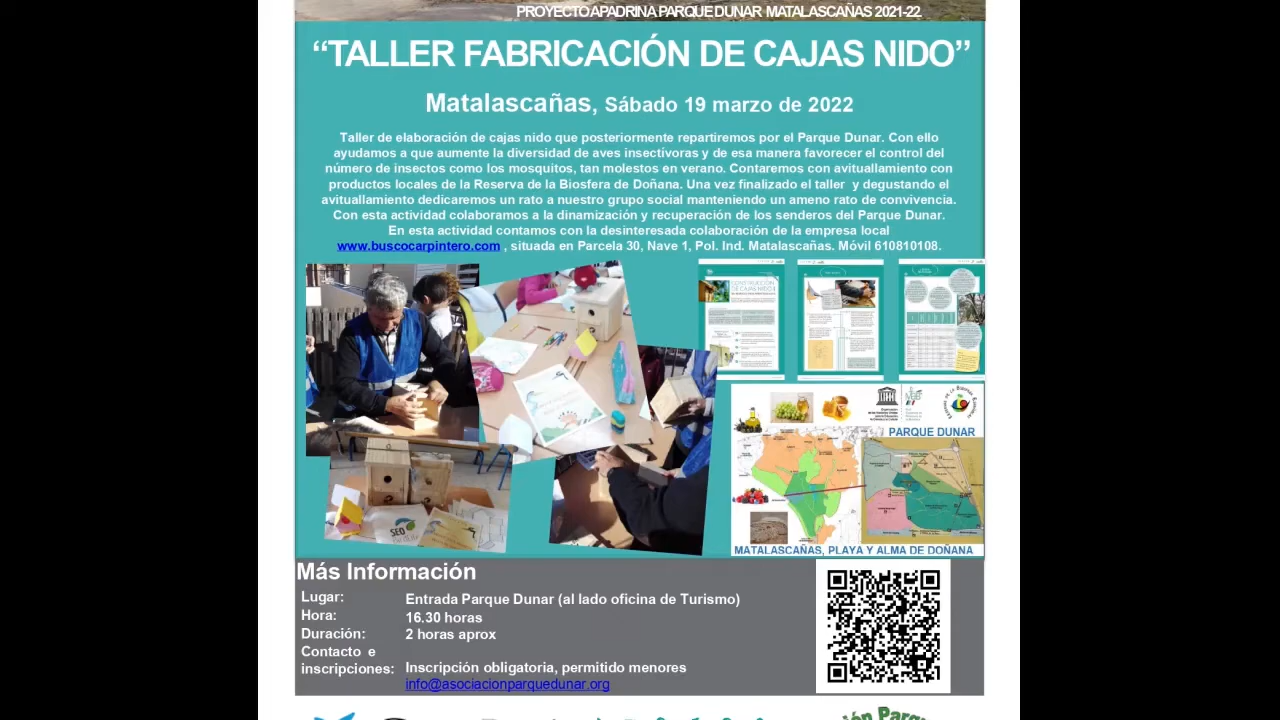 PROYECTO APADRINA PARQUE DUNAR MATALASCAÑAS 2021-22
“TALLER FABRICACIÓN DE CAJAS NIDO”
Matalascañas, Sábado 19 marzo de 2022
Taller de elaboración de cajas nido que posteriormente repartiremos por el Parque Dunar. Con ello
ayudamos a que aumente la diversidad de aves insectívoras y de esa manera favorecer el control del
número de insectos como los mosquitos, tan molestos en verano. Contaremos con avituallamiento con
productos locales de la Reserva de la Biosfera de Doñana. Una vez finalizado el taller y degustando el
avituallamiento dedicaremos un rato a nuestro grupo social manteniendo un ameno rato de convivencia.
Con esta actividad colaboramos a la dinamización y recuperación de los senderos del Parque Dunar.
En esta actividad contamos con la desinteresada colaboración de la empresa local
www.buscocarpintero.com , situada en Parcela 30, Nave 1, Pol. Ind. Matalascañas. Móvil 610810108.
CONSTRUCCIÓN
DE CAJAS NIDO
SEO
PARQUE DUNAR
MATALASCAÑAS, PLAYA Y ALMA DE DOÑANA
Más Información
Lugar: Entrada Parque Dunar (al lado oficina de Turismo)
Hora: 16.30 horas
Duración: 2 horas aprox
Contacto e
inscripciones: Inscripción obligatoria, permitido menores
info@asociacionparquedunar.org